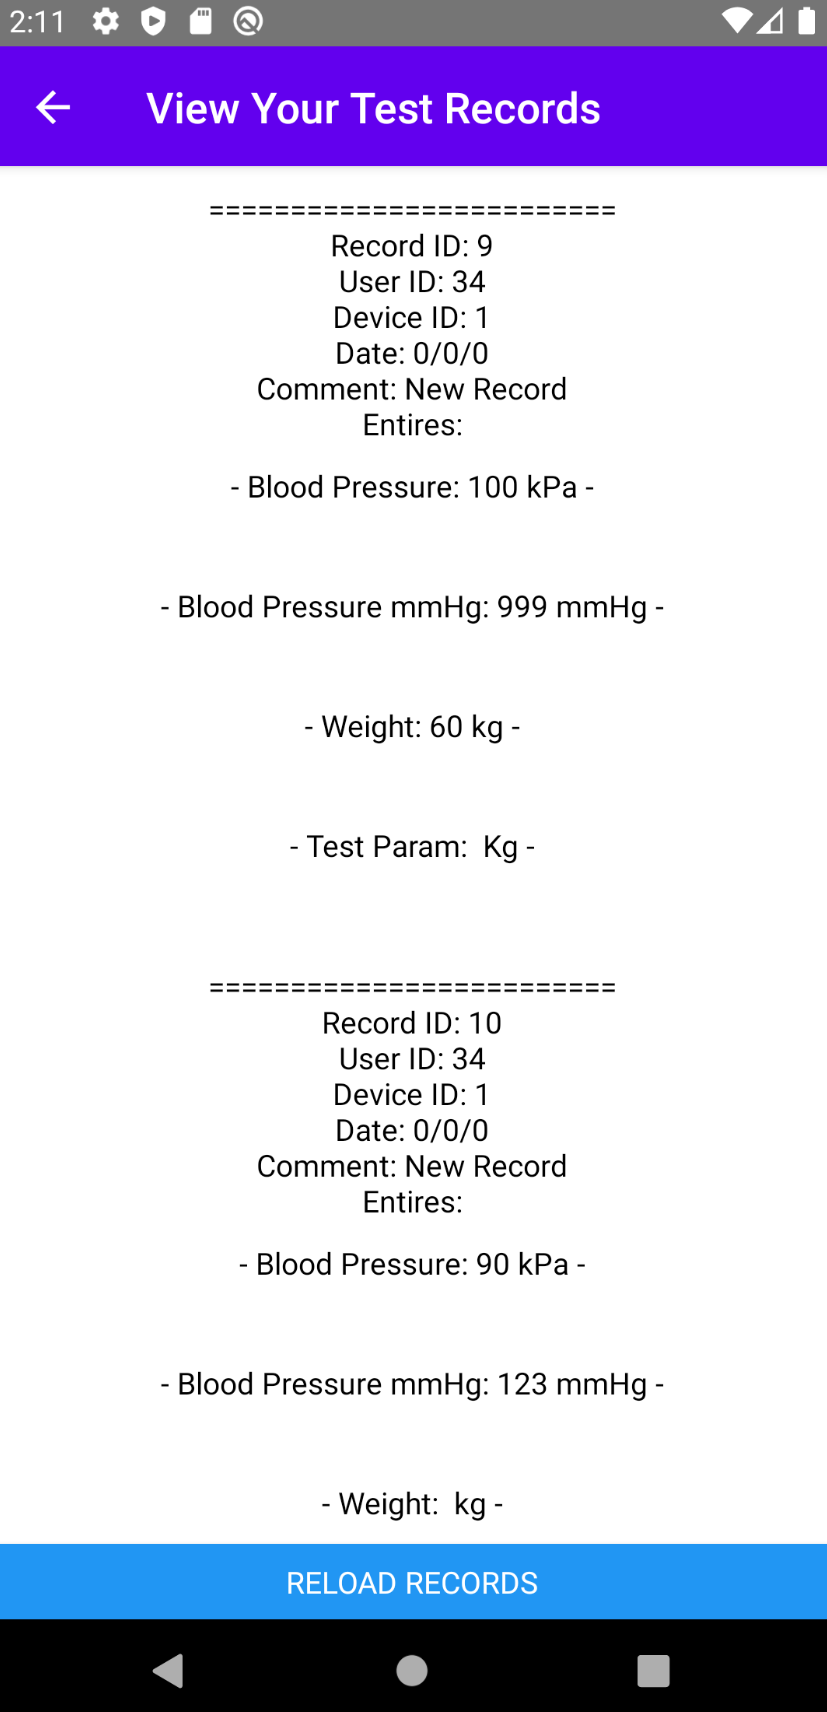 2:11
View Your Test Records
=========================
Record ID: 9
User ID: 34
Device ID: 1
Date: 0/0/0
Comment: New Record
Entires:
- Blood Pressure: 100 kPa -
- Blood Pressure mmHg: 999 mmHg -
- Weight: 60 kg -
- Test Param:  Kg -
=========================
Record ID: 10
User ID: 34
Device ID: 1
Date: 0/0/0
Comment: New Record
Entires:
- Blood Pressure: 90 kPa -
- Blood Pressure mmHg: 123 mmHg -
- Weight:  kg -
RELOAD RECORDS